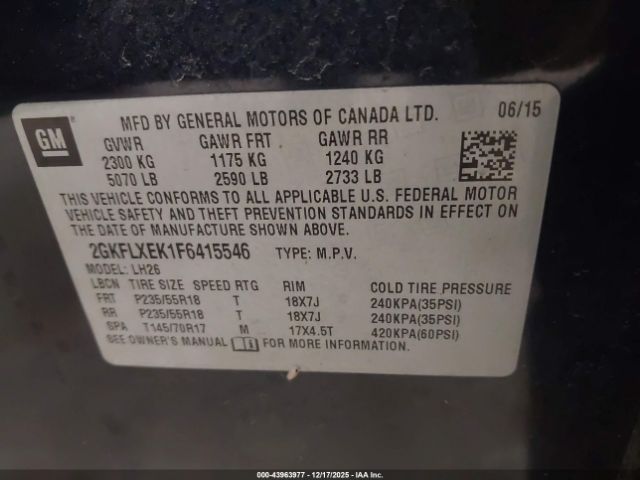 GM
MFD BY GENERAL MOTORS OF CANADA LTD. 06/15
GVWR GAWR FRT GAWR RR
2300 KG 1175 KG 1240 KG
5070 LB 2590 LB 2733 LB
THIS VEHICLE CONFORMS TO ALL APPLICABLE U.S. FEDERAL MOTOR
VEHICLE SAFETY AND THEFT PREVENTION STANDARDS IN EFFECT ON
THE DATE OF MANUFACTURE SHOWN ABOVE.
2GKFLXEK1F6415546 TYPE: M.P.V.
MODEL: LH26
LBCN TIRE SIZE SPEED RTG RIM COLD TIRE PRESSURE
FRT P235/55R18 T 18X7J 240KPA(35PSI)
RR P235/55R18 T 18X7J 240KPA(35PSI)
SPA T145/70R17 M 17X4.5T 420KPA(60PSI)
SEE OWNER'S MANUAL FOR MORE INFORMATION.
000-43963977 - 12/17/2025 - IAAI.com